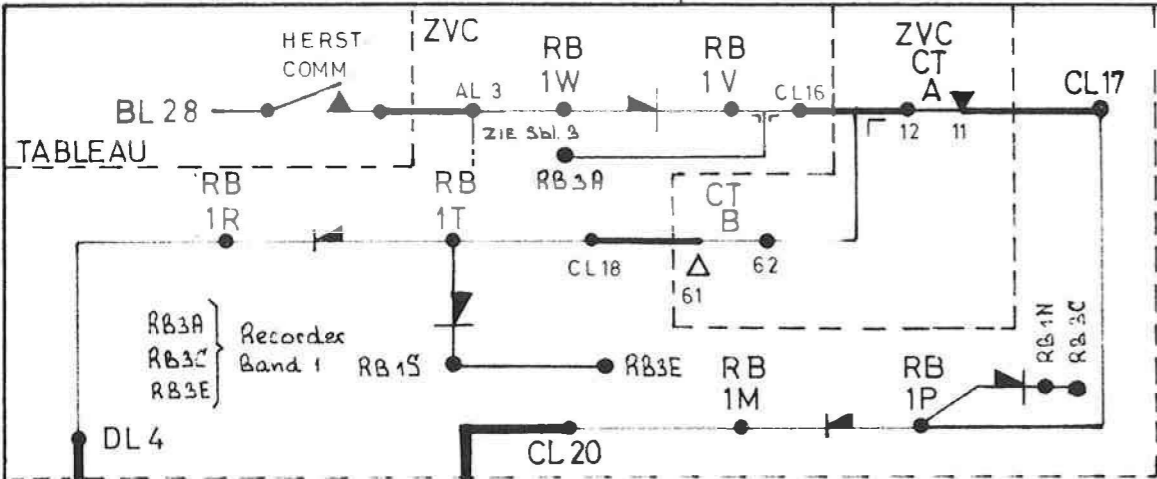 HERST
COMM
ZVC
RB
1W
RB
1V
ZVC
CT
A
BL 28
AL 3
CL16
12
11
CL 17
ZIE Sbl. 3
TABLEAU
RB3A
RB
1R
RB
1T
CT
B
CL 18
61
62
RB3A
RB3C
RB3E
Recorder
Band 1
RB1S
RB3E
RB
1M
RB
1P
RB1N
RB3C
DL 4
CL 20